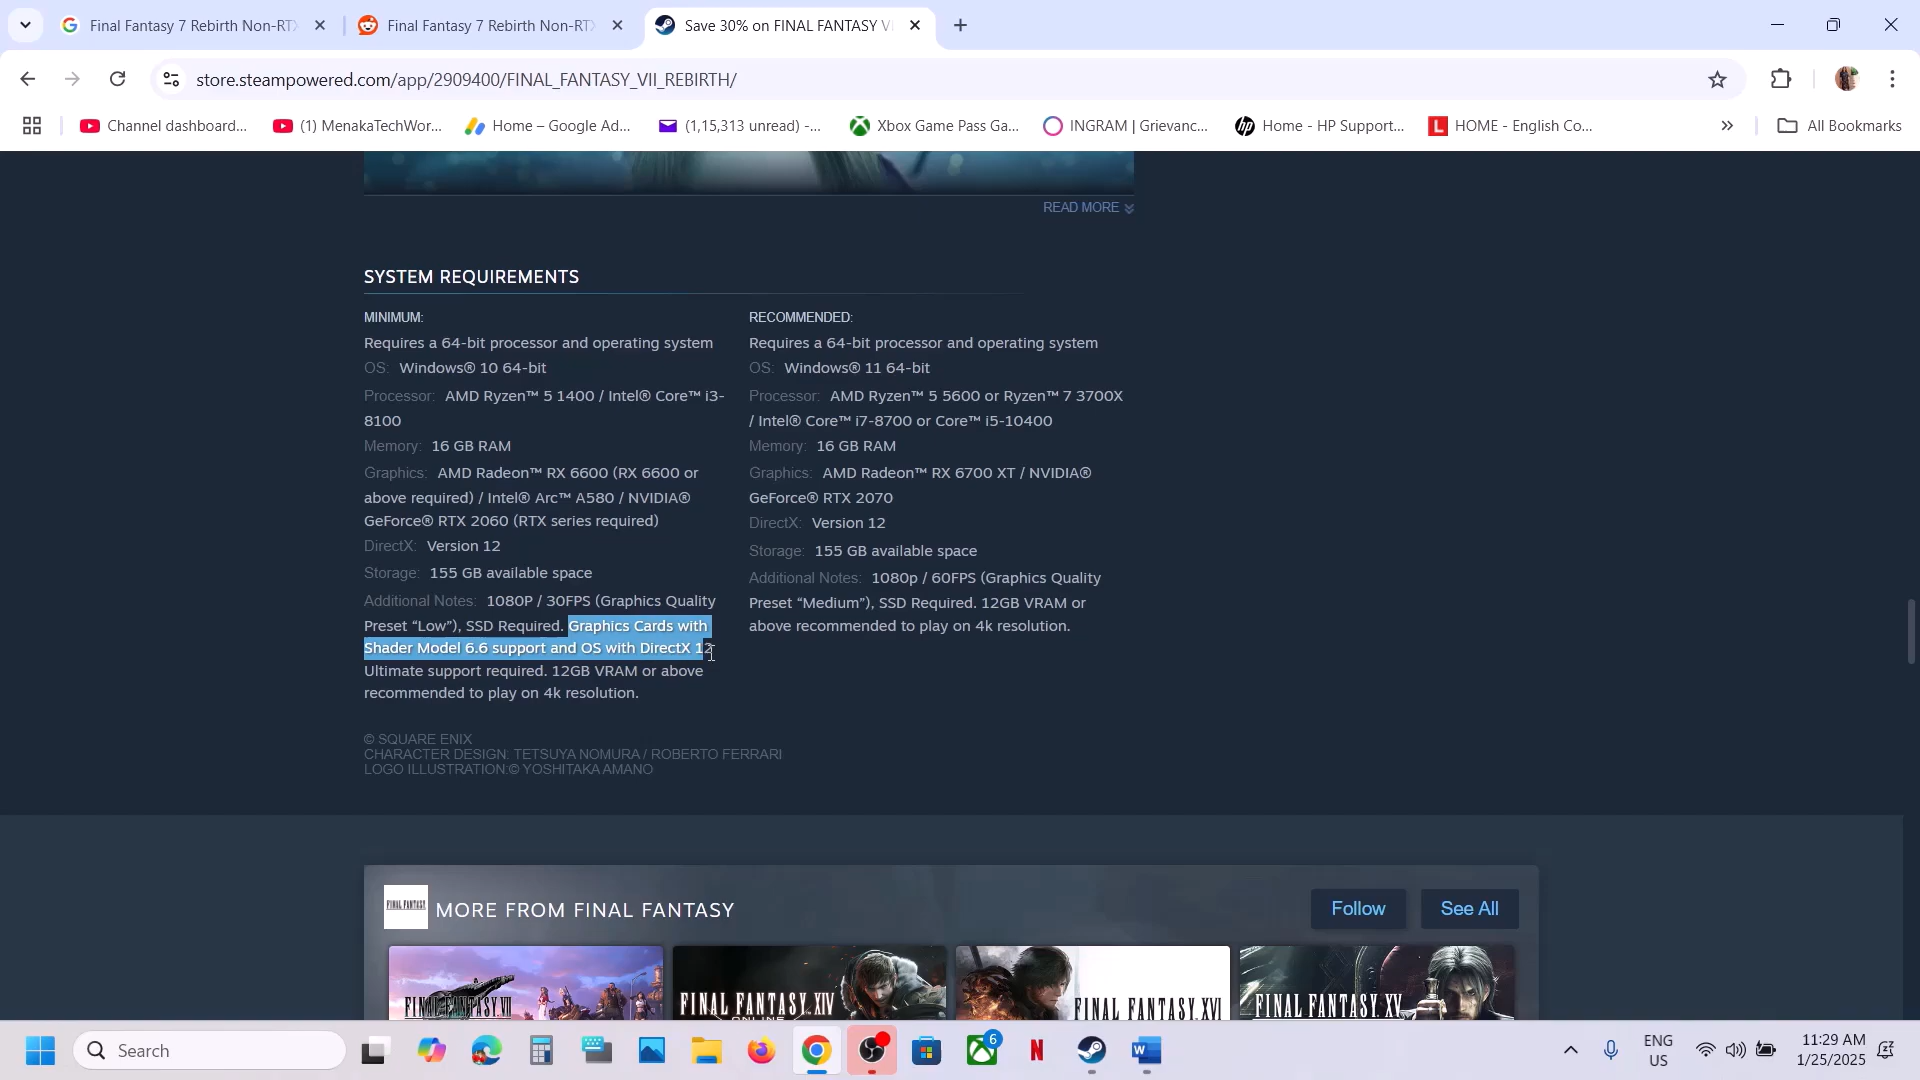 Final Fantasy 7 Rebirth Non-RTX
Final Fantasy 7 Rebirth Non-RTX
Save 30% on FINAL FANTASY VI
store.steampowered.com/app/2909400/FINAL_FANTASY_VII_REBIRTH/
Channel dashboard...
(1) MenakaTechWor...
Home – Google Ad...
(1,15,313 unread) -...
Xbox Game Pass Ga...
INGRAM | Grievanc...
Home - HP Support...
HOME - English Co...
All Bookmarks
READ MORE
SYSTEM REQUIREMENTS
MINIMUM:
Requires a 64-bit processor and operating system
OS: Windows® 10 64-bit
Processor: AMD Ryzen™ 5 1400 / Intel® Core™ i3-
8100
Memory: 16 GB RAM
Graphics: AMD Radeon™ RX 6600 (RX 6600 or
above required) / Intel® Arc™ A580 / NVIDIA®
GeForce® RTX 2060 (RTX series required)
DirectX: Version 12
Storage: 155 GB available space
Additional Notes: 1080P / 30FPS (Graphics Quality
Preset “Low”), SSD Required. Graphics Cards with
Shader Model 6.6 support and OS with DirectX 12
Ultimate support required. 12GB VRAM or above
recommended to play on 4k resolution.
RECOMMENDED:
Requires a 64-bit processor and operating system
OS: Windows® 11 64-bit
Processor: AMD Ryzen™ 5 5600 or Ryzen™ 7 3700X
/ Intel® Core™ i7-8700 or Core™ i5-10400
Memory: 16 GB RAM
Graphics: AMD Radeon™ RX 6700 XT / NVIDIA®
GeForce® RTX 2070
DirectX: Version 12
Storage: 155 GB available space
Additional Notes: 1080p / 60FPS (Graphics Quality
Preset “Medium”), SSD Required. 12GB VRAM or
above recommended to play on 4k resolution.
© SQUARE ENIX
CHARACTER DESIGN: TETSUYA NOMURA / ROBERTO FERRARI
LOGO ILLUSTRATION:© YOSHITAKA AMANO
FINAL FANTASY
MORE FROM FINAL FANTASY
Follow
See All
FINAL FANTASY VII
FINAL FANTASY XIV
ONLINE
FINAL FANTASY XVI
FINAL FANTASY XV
Search
6
ENG
US
11:29 AM
1/25/2025